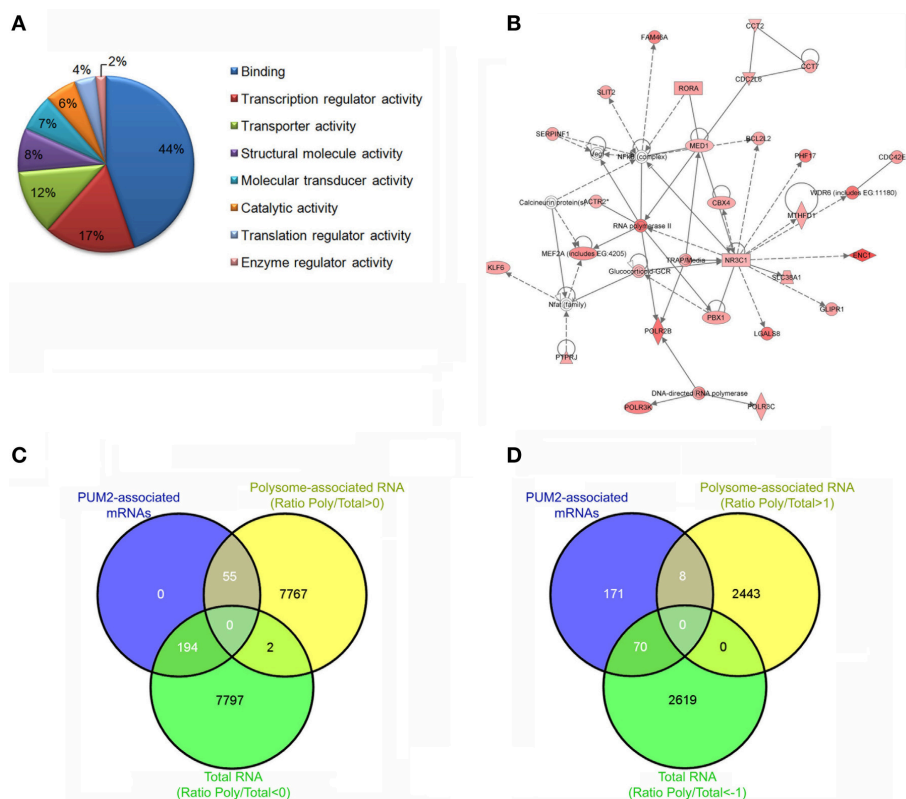 A
2%
4%
6%
7%
8%
12%
17%
44%
Binding
Transcription regulator activity
Transporter activity
Structural molecule activity
Molecular transducer activity
Catalytic activity
Translation regulator activity
Enzyme regulator activity
B
CCT2
FAM46A
CCT7
CDC2L6
SLIT2
RORA
SERPINF1
BCL2L2
MED1
NFkB (complex)
PHF17
CDC42E
WDR6 (includes EG:11180)
Calcineurin protein(s)
ACTR2*
CBX4
MTHFD1
RNA polymerase II
MEF2A (includes EG:4205)
TRAP/Media
NR3C1
ENC1
KLF6
Glucocorticoid-GCR
SLC38A1
Nfat (family)
GLIPR1
PBX1
POLR2B
LGALS8
PTPRJ
DNA-directed RNA polymerase
POLR3K
POLR3C
C
PUM2-associated
mRNAs
Polysome-associated RNA
(Ratio Poly/Total>0)
55
0
7767
0
194
2
7797
Total RNA
(Ratio Poly/Total<0)
D
PUM2-associated
mRNAs
Polysome-associated RNA
(Ratio Poly/Total>1)
8
171
2443
0
70
0
2619
Total RNA
(Ratio Poly/Total<-1)